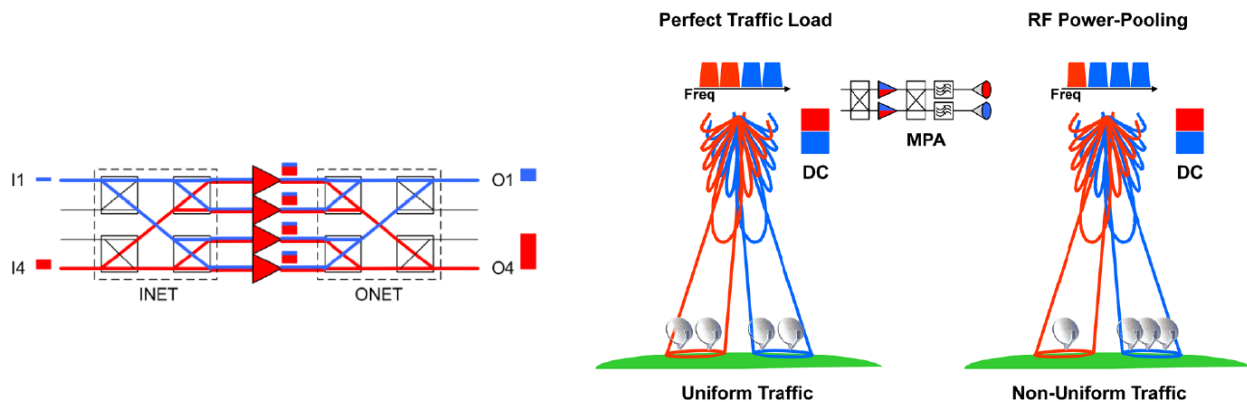 Perfect Traffic Load
RF Power-Pooling
Freq
MPA
DC
Freq
DC
I1
O1
I4
O4
INET
ONET
Uniform Traffic
Non-Uniform Traffic